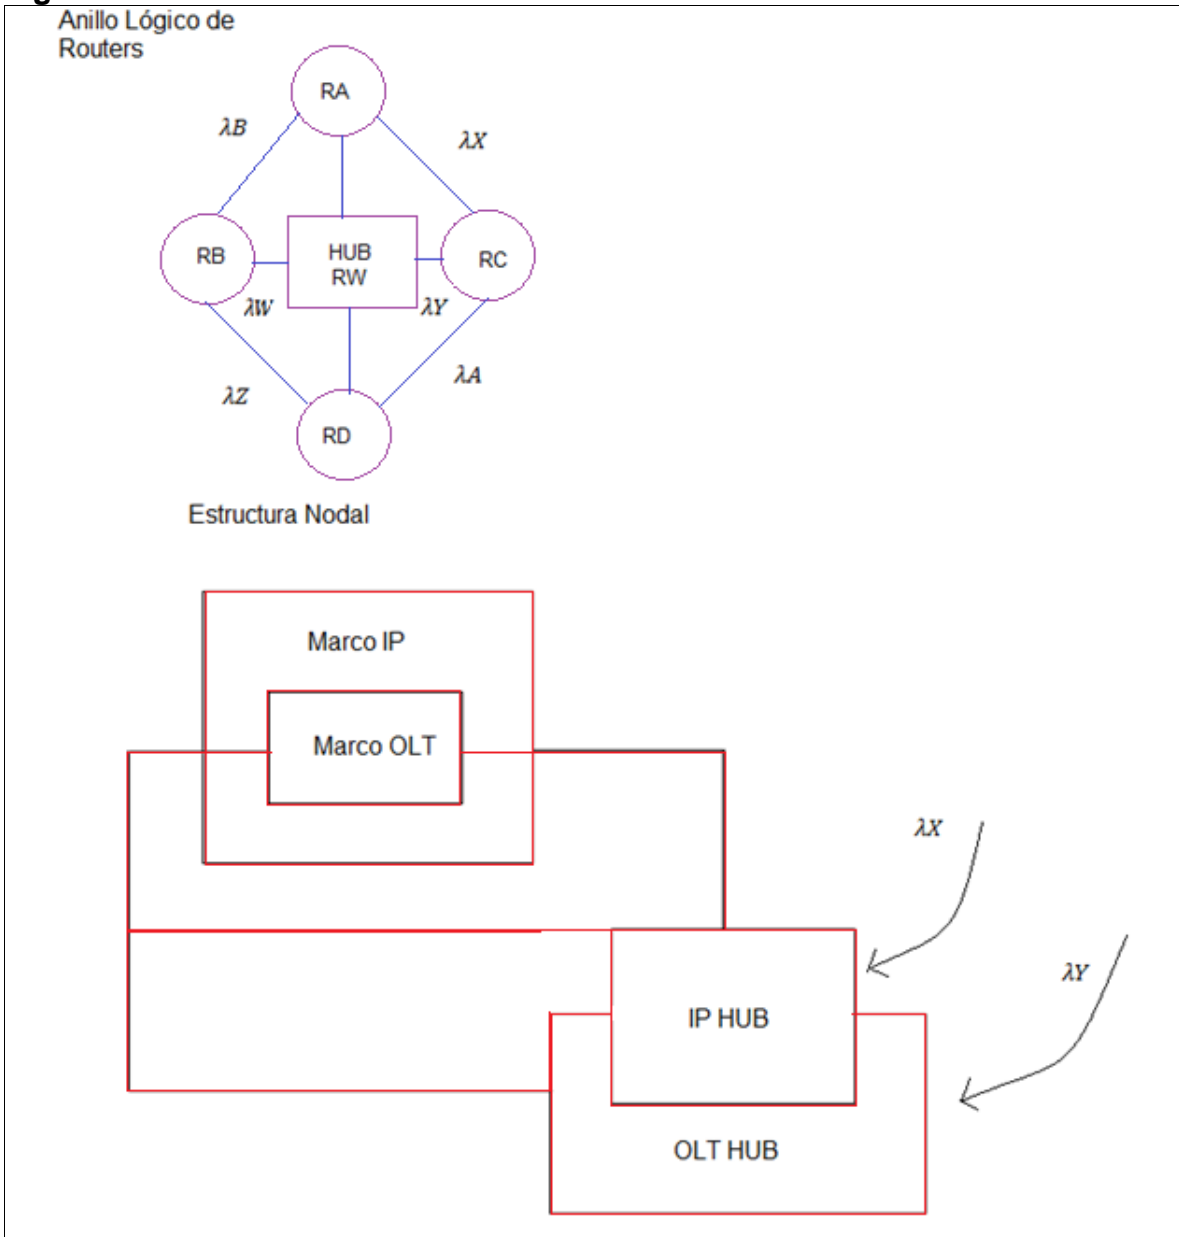 Anillo Lógico de
Routers
RA
λB
λX
RB
HUB
RW
RC
λW
λY
λZ
λA
RD
Estructura Nodal
Marco IP
Marco OLT
λX
λY
IP HUB
OLT HUB